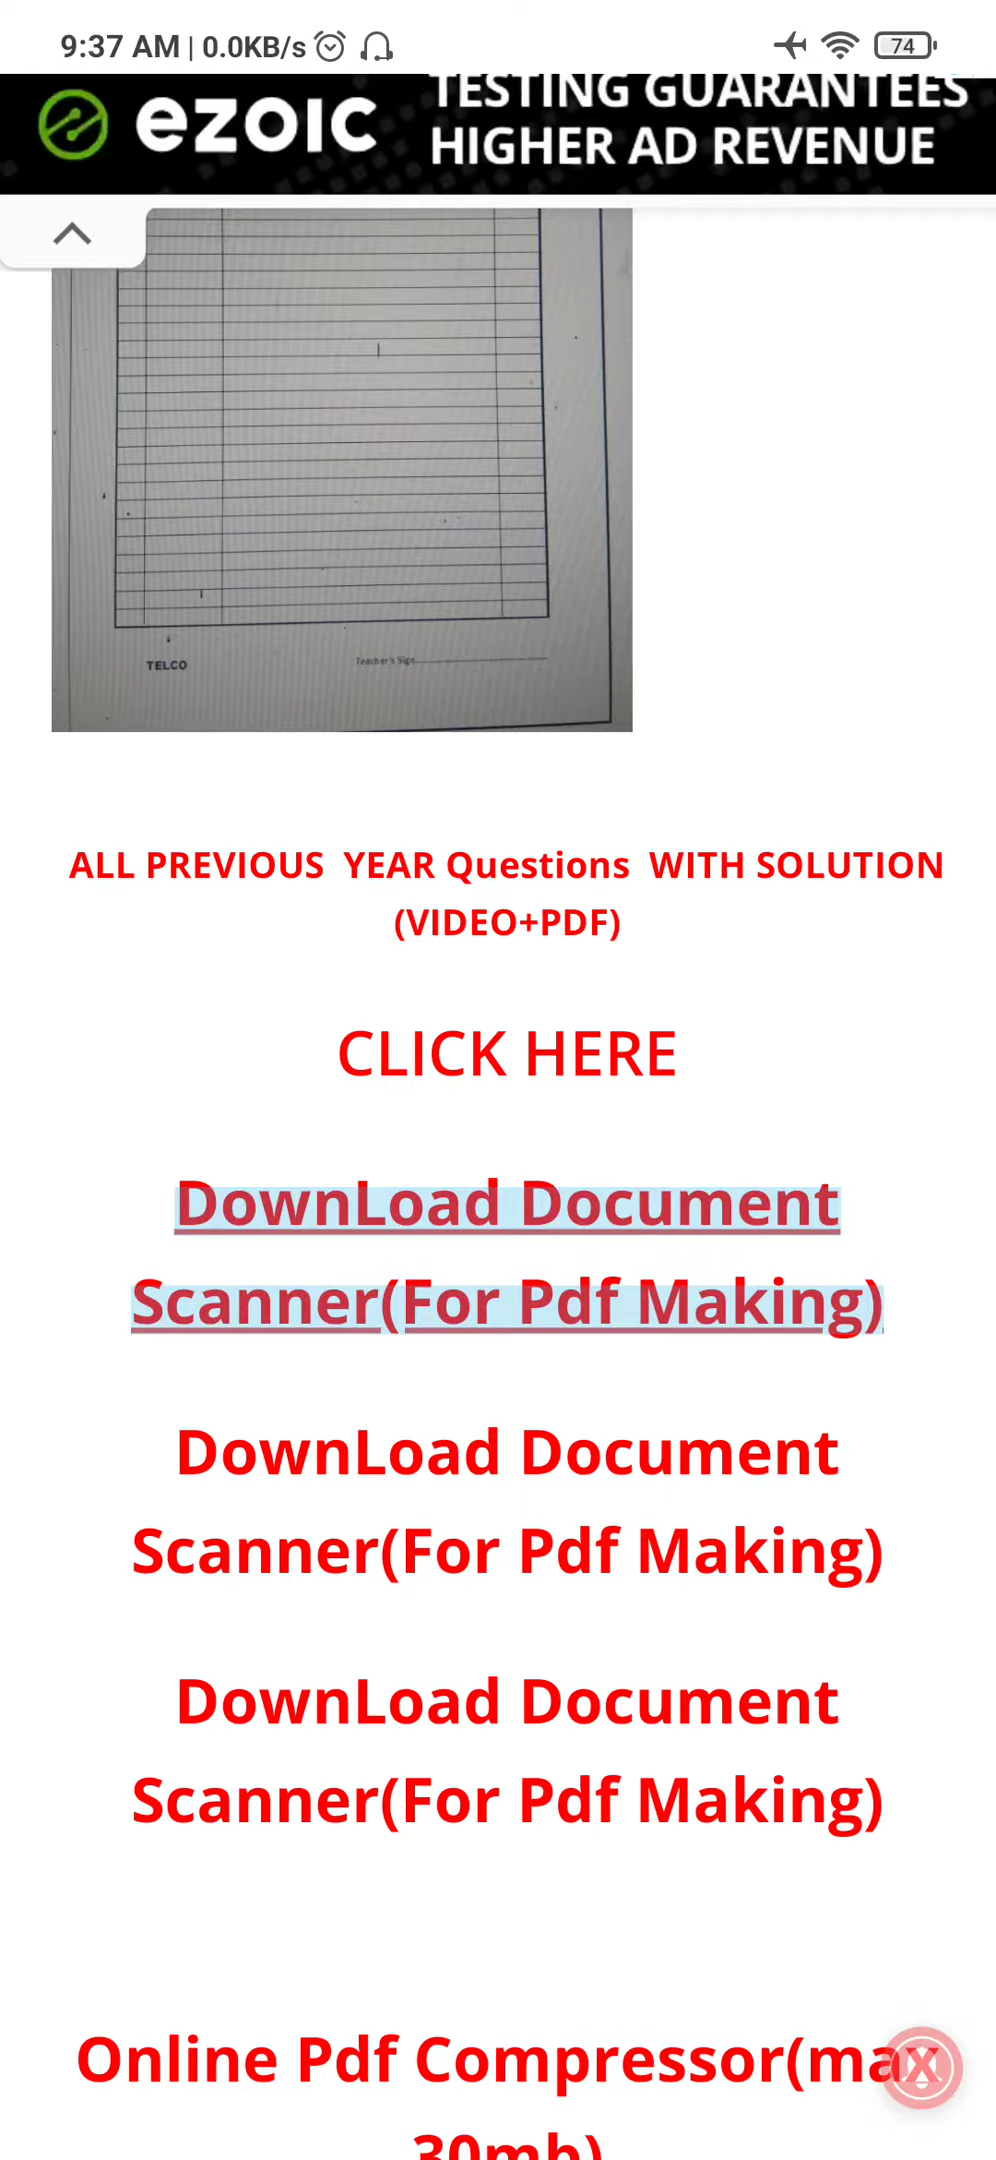 9:37 AM | 0.0KB/s
74
ezoic
TESTING GUARANTEES
HIGHER AD REVENUE
TELCO
Teacher's Sign
ALL PREVIOUS YEAR Questions WITH SOLUTION
(VIDEO+PDF)
CLICK HERE
DownLoad Document
Scanner(For Pdf Making)
DownLoad Document
Scanner(For Pdf Making)
DownLoad Document
Scanner(For Pdf Making)
Online Pdf Compressor(max
30mb)